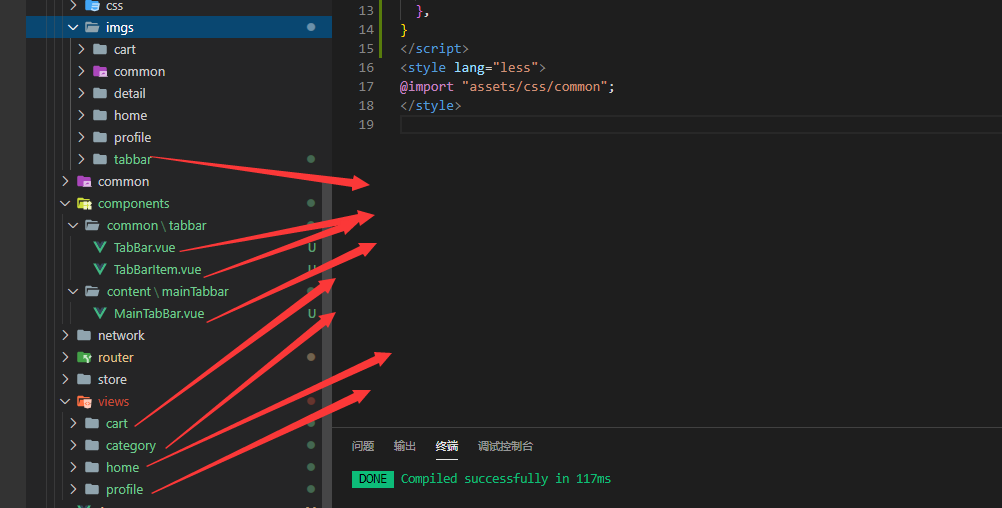 css
imgs
cart
common
detail
home
profile
tabbar
common
components
common \ tabbar
TabBar.vue U
TabBarItem.vue U
content \ mainTabbar
MainTabBar.vue U
network
router
store
views
cart
category
home
profile
13 },
14 }
15 </script>
16 <style lang="less">
17 @import "assets/css/common";
18 </style>
19
问题 输出 终端 调试控制台
DONE Compiled successfully in 117ms